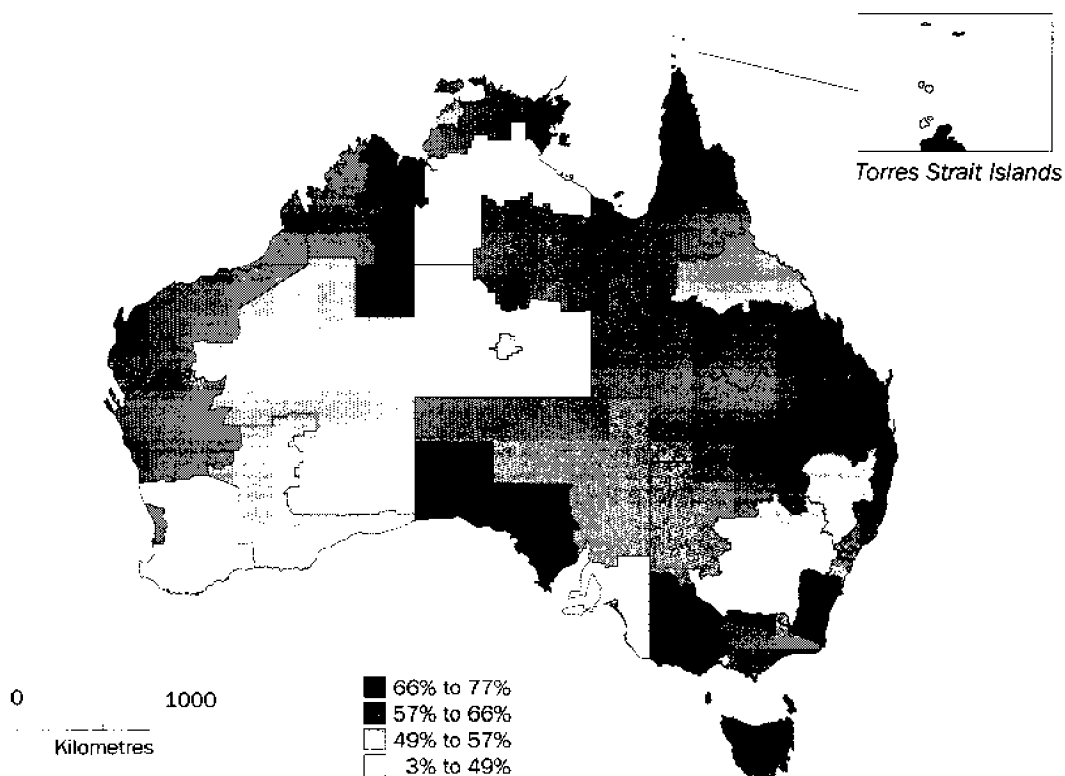 Torres Strait Islands
0 1000
Kilometres
66% to 77%
57% to 66%
49% to 57%
3% to 49%